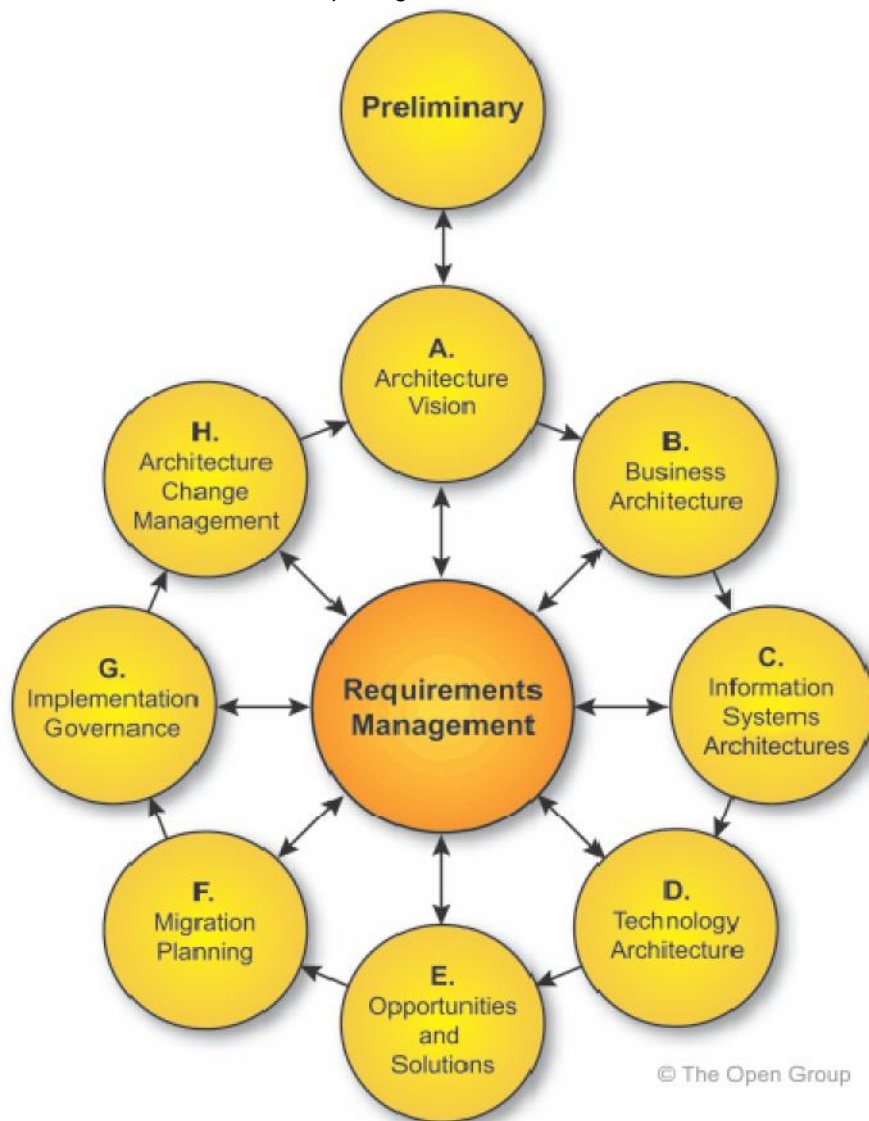 Preliminary
A.
Architecture
Vision
H.
Architecture
Change
Management
B.
Business
Architecture
G.
Implementation
Governance
Requirements
Management
C.
Information
Systems
Architectures
F.
Migration
Planning
D.
Technology
Architecture
E.
Opportunities
and
Solutions
© The Open Group